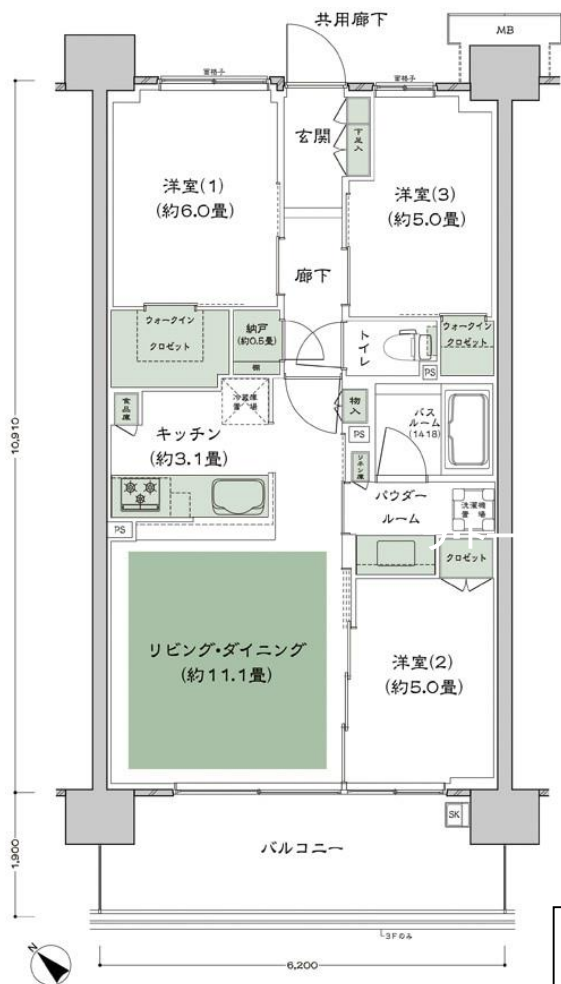 共用廊下
MB
面格子
面格子
玄関
下足入
洋室(1)
(約6.0畳)
洋室(3)
(約5.0畳)
廊下
ウォークイン
クロゼット
納戸
(約0.5畳)
棚
トイレ
PS
ウォークイン
クロゼット
食品庫
冷蔵庫
置場
キッチン
(約3.1畳)
物入
PS
リネン庫
バス
ルーム
(1418)
PS
パウダー
ルーム
洗濯機
置場
クロゼット
リビング・ダイニング
(約11.1畳)
洋室(2)
(約5.0畳)
SK
バルコニー
3Fのみ
10,910
1,900
6,200
N